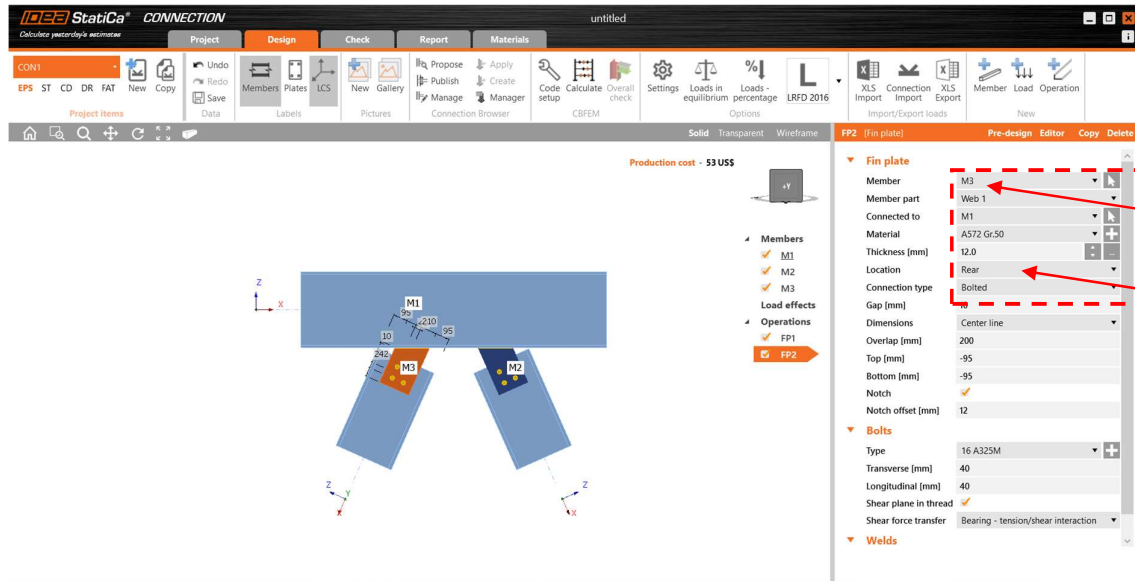 IDEA StatiCa® CONNECTION
Calculate yesterday's estimates
untitled
i
Project Design Check Report Materials
CON1
EPS ST CD DR FAT
New Copy
Project items
Undo
Redo
Save
Data
Members Plates LCS
Labels
New Gallery
Pictures
Propose Apply
Publish Create
Manage Manager
Connection Browser
Code setup Calculate Overall check
CBFEM
Settings Loads in equilibrium Loads - percentage LRFD 2016
Options
XLS Import Connection Import XLS Export
Import/Export loads
Member Load Operation
New
Solid Transparent Wireframe
FP2 [Fin plate] Pre-design Editor Copy Delete
Production cost - 53 US$
+Y
Members
M1
M2
M3
Load effects
Operations
FP1
FP2
Z
X
M1
95
210
95
10
242
M3
M2
Z
Y
X
Z
X
Fin plate
Member M3
Member part Web 1
Connected to M1
Material A572 Gr.50
Thickness [mm] 12.0
Location Rear
Connection type Bolted
Gap [mm] 10
Dimensions Center line
Overlap [mm] 200
Top [mm] -95
Bottom [mm] -95
Notch
Notch offset [mm] 12
Bolts
Type 16 A325M
Transverse [mm] 40
Longitudinal [mm] 40
Shear plane in thread
Shear force transfer Bearing - tension/shear interaction
Welds